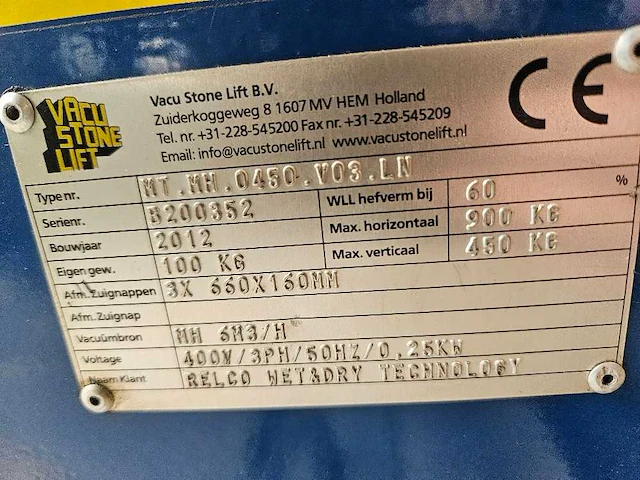 VACU
STONE
LIFT
Vacu Stone Lift B.V.
Zuiderkoggeweg 8 1607 MV HEM Holland
Tel. nr. +31-228-545200 Fax nr. +31-228-545209
Email: info@vacustonelift.nl www.vacustonelift.nl
CE
Type nr. MT.MH.0450.V03.LN
Serienr. B200352
Bouwjaar 2012
Eigen gew. 100 KG
WLL hefverm bij 60 %
Max. horizontaal 900 KG
Max. verticaal 450 KG
Afm. Zuignappen 3X 660X160MM
Afm. Zuignap
Vacuümbron MH 6M3/H
Voltage 400V/3PH/50HZ/0,25KW
Naam Klant RELCO WET&DRY TECHNOLOGY